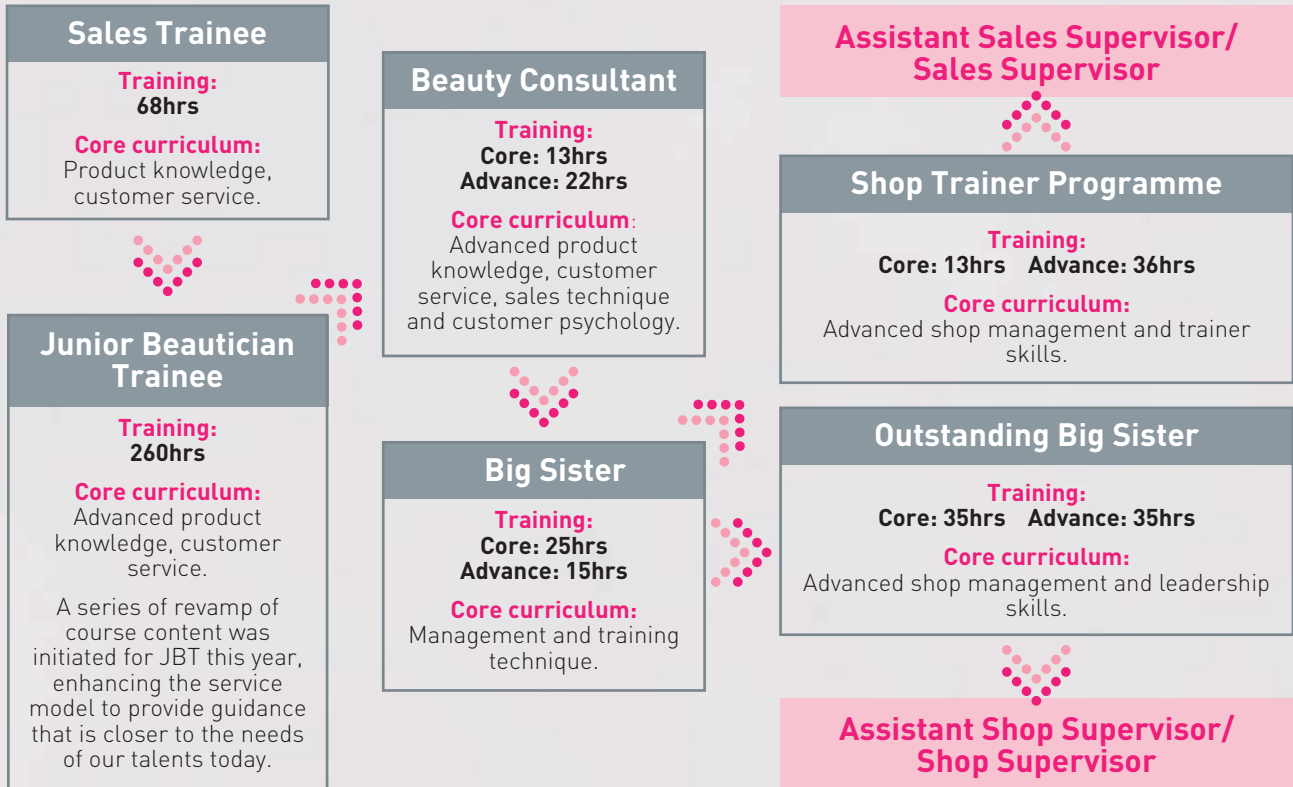 Sales Trainee
Training:
68hrs
Core curriculum:
Product knowledge,
customer service.
Junior Beautician
Trainee
Training:
260hrs
Core curriculum:
Advanced product
knowledge, customer
service.
A series of revamp of
course content was
initiated for JBT this year,
enhancing the service
model to provide guidance
that is closer to the needs
of our talents today.
Beauty Consultant
Training:
Core: 13hrs
Advance: 22hrs
Core curriculum:
Advanced product
knowledge, customer
service, sales technique
and customer psychology.
Big Sister
Training:
Core: 25hrs
Advance: 15hrs
Core curriculum:
Management and training
technique.
Assistant Sales Supervisor/
Sales Supervisor
Shop Trainer Programme
Training:
Core: 13hrs Advance: 36hrs
Core curriculum:
Advanced shop management and trainer
skills.
Outstanding Big Sister
Training:
Core: 35hrs Advance: 35hrs
Core curriculum:
Advanced shop management and leadership
skills.
Assistant Shop Supervisor/
Shop Supervisor